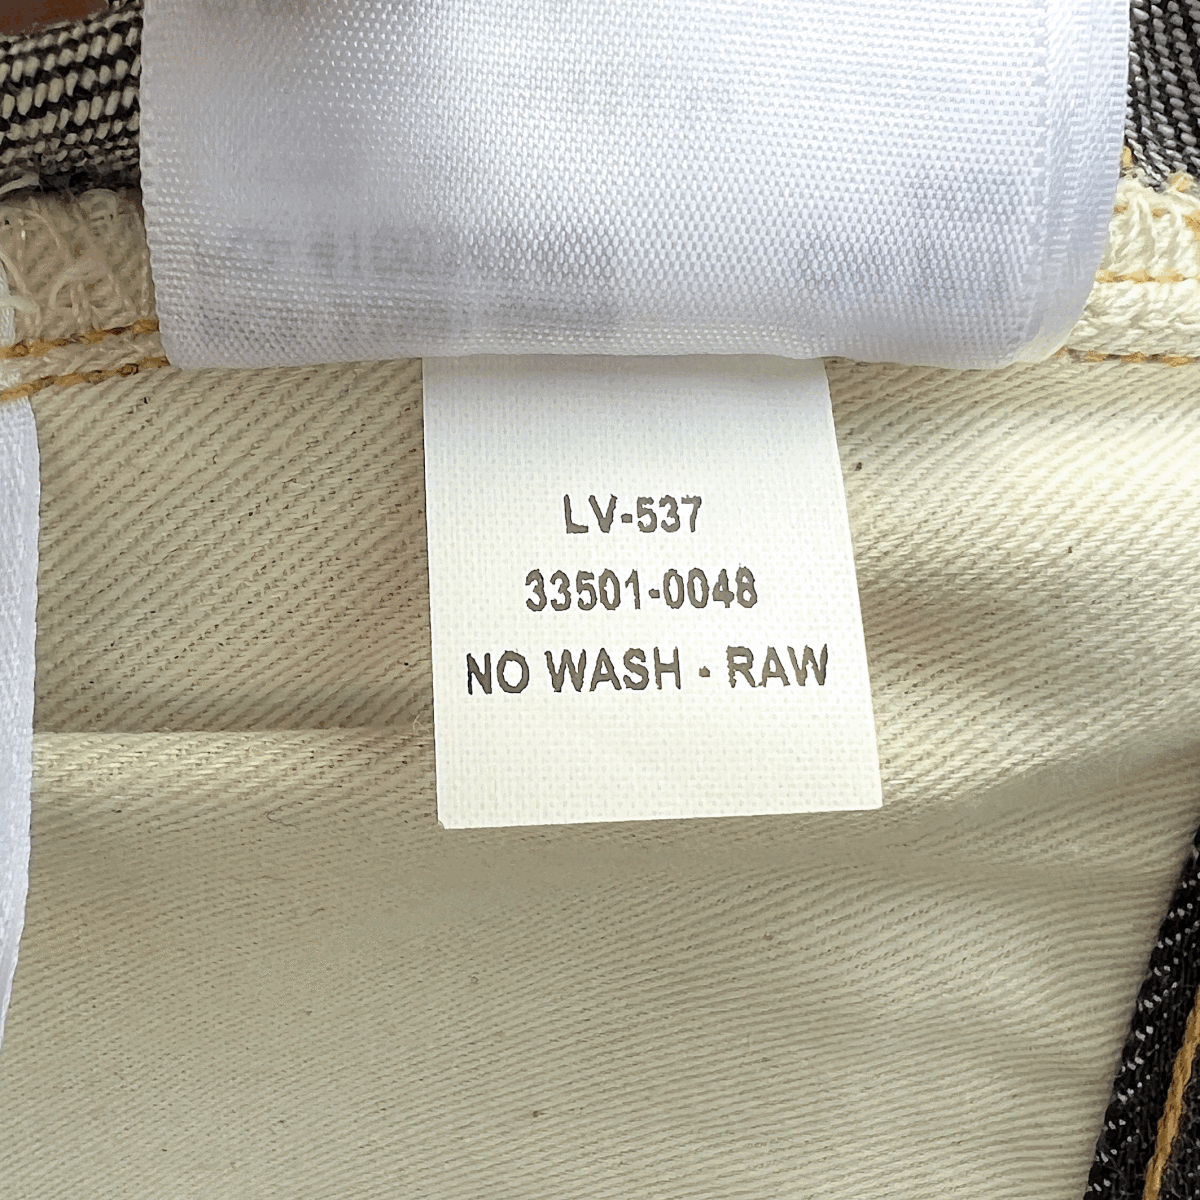 LV-537
33501-0048
NO WASH - RAW